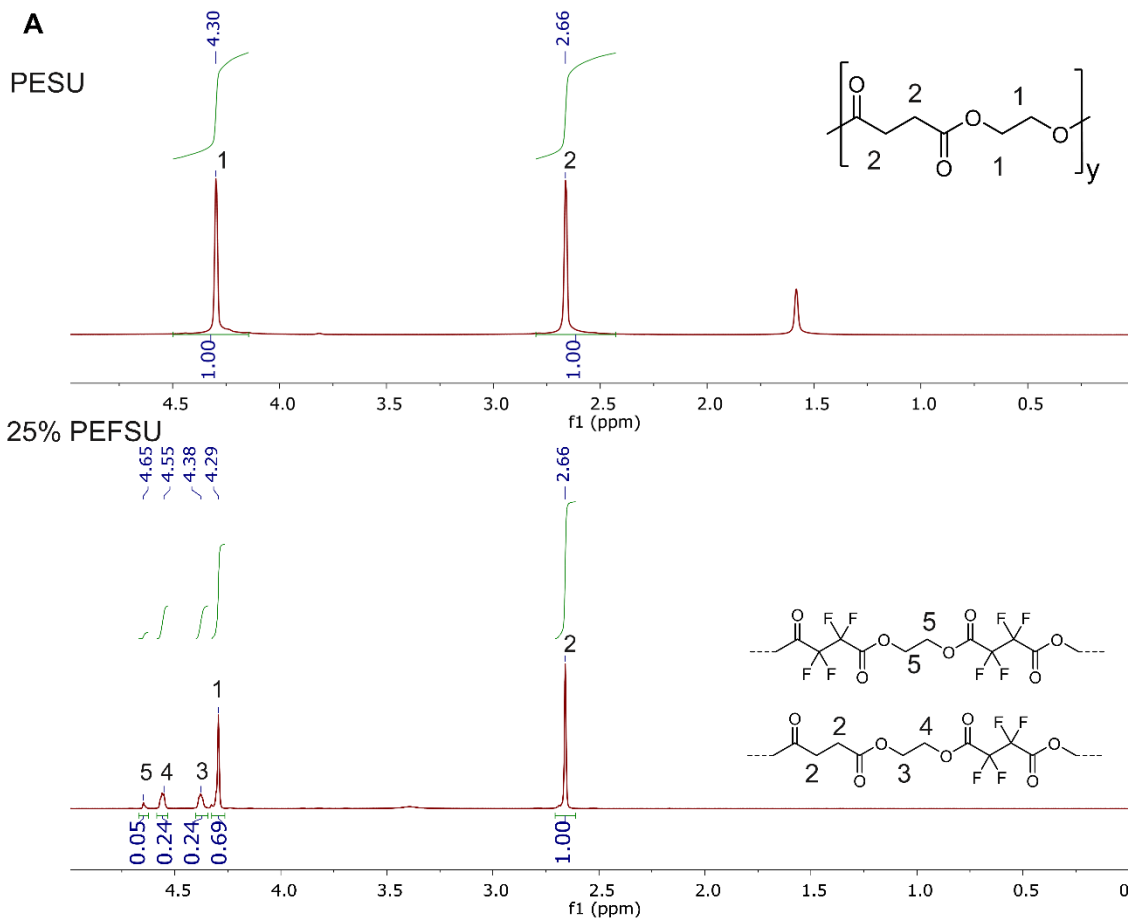 A
PESU
4.30
2.66
1
2
O
2
O
1
2
O
1
O
y
1.00
1.00
4.5 4.0 3.5 3.0 2.5 2.0 1.5 1.0 0.5
f1 (ppm)
25% PEFSU
4.65
4.55
4.38
4.29
2.66
5
4
3
1
2
O F F 5 O F F
O O
F F O 5 F F O O
O 2 4 O F F
O O
2 O 3 F F O O
0.05
0.24
0.24
0.69
1.00
4.5 4.0 3.5 3.0 2.5 2.0 1.5 1.0 0.5 0
f1 (ppm)